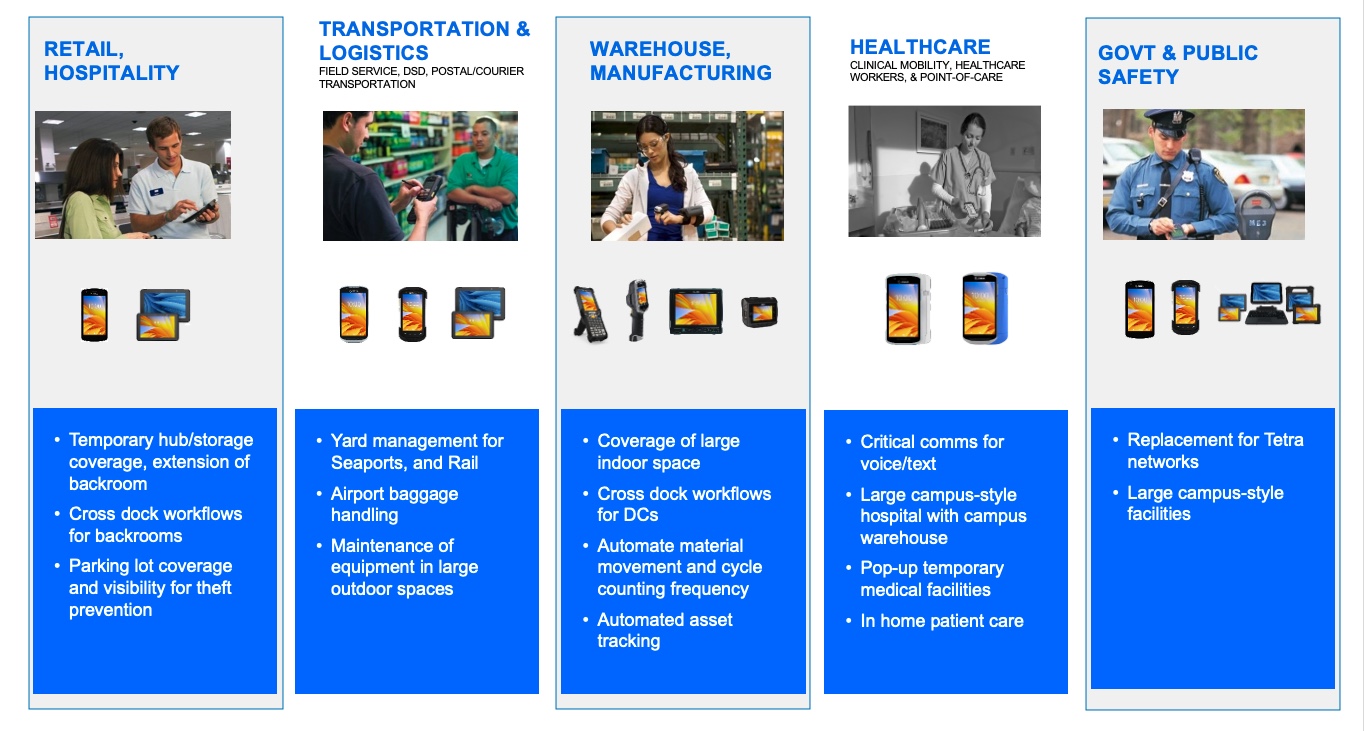 RETAIL,
HOSPITALITY
TRANSPORTATION &
LOGISTICS
FIELD SERVICE, DSD, POSTAL/COURIER
TRANSPORTATION
WAREHOUSE,
MANUFACTURING
HEALTHCARE
CLINICAL MOBILITY, HEALTHCARE
WORKERS, & POINT-OF-CARE
GOVT & PUBLIC
SAFETY
• Temporary hub/storage
coverage, extension of
backroom
• Cross dock workflows
for backrooms
• Parking lot coverage
and visibility for theft
prevention
• Yard management for
Seaports, and Rail
• Airport baggage
handling
• Maintenance of
equipment in large
outdoor spaces
• Coverage of large
indoor space
• Cross dock workflows
for DCs
• Automate material
movement and cycle
counting frequency
• Automated asset
tracking
• Critical comms for
voice/text
• Large campus-style
hospital with campus
warehouse
• Pop-up temporary
medical facilities
• In home patient care
• Replacement for Tetra
networks
• Large campus-style
facilities